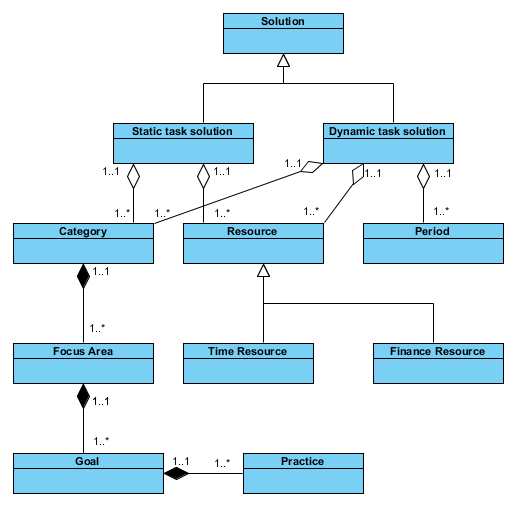 Solution
Static task solution
Dynamic task solution
1..1
1..1
1..1
1..1
1..1
1..*
1..*
1..*
1..*
1..*
Category
Resource
Period
1..1
1..*
Focus Area
Time Resource
Finance Resource
1..1
1..*
Goal
1..1
1..*
Practice